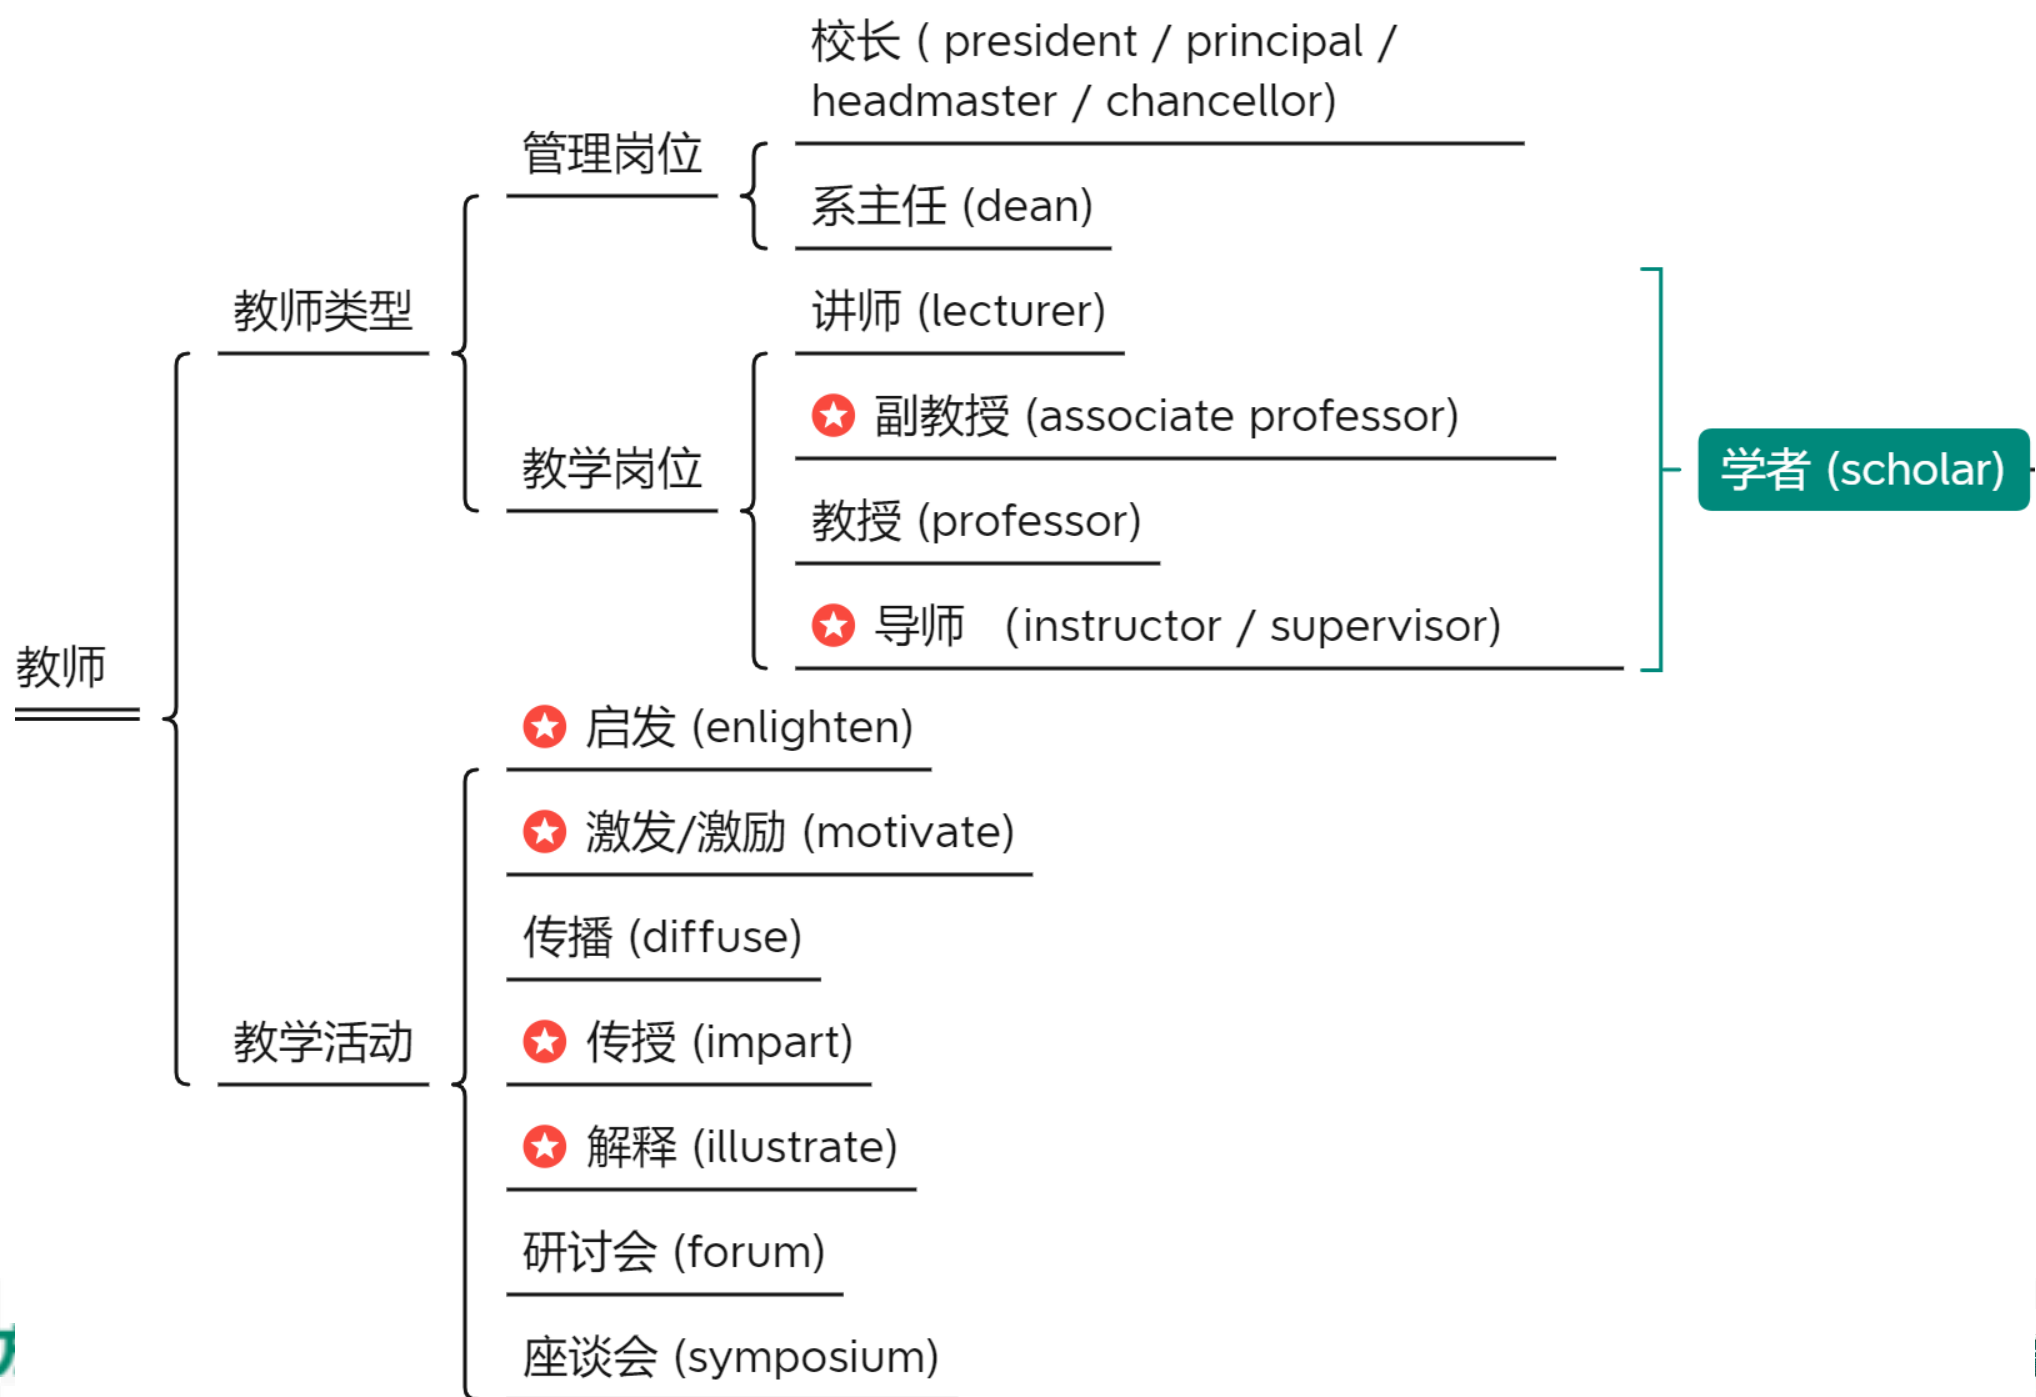 校长 ( president / principal /
headmaster / chancellor)
管理岗位
系主任 (dean)
教师类型
讲师 (lecturer)
副教授 (associate professor)
教学岗位
教授 (professor)
导师 （instructor / supervisor)
学者 (scholar)
教师
启发 (enlighten)
激发/激励 (motivate)
传播 (diffuse)
教学活动
传授 (impart)
解释 (illustrate)
研讨会 (forum)
座谈会 (symposium)